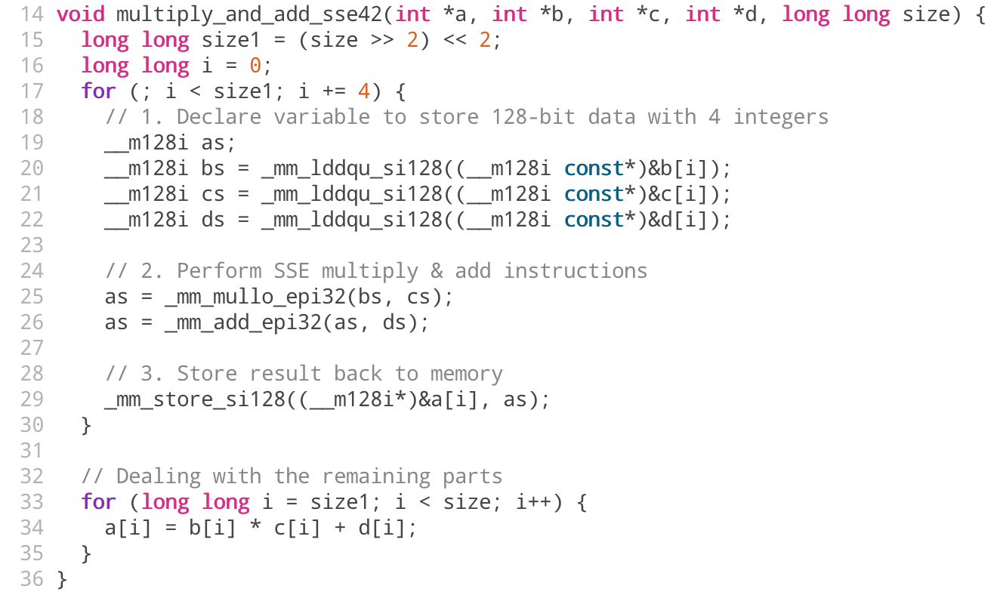 14 void multiply_and_add_sse42(int *a, int *b, int *c, int *d, long long size) {
15   long long size1 = (size >> 2) << 2;
16   long long i = 0;
17   for (; i < size1; i += 4) {
18     // 1. Declare variable to store 128-bit data with 4 integers
19     __m128i as;
20     __m128i bs = _mm_lddqu_si128((__m128i const*)&b[i]);
21     __m128i cs = _mm_lddqu_si128((__m128i const*)&c[i]);
22     __m128i ds = _mm_lddqu_si128((__m128i const*)&d[i]);
23
24     // 2. Perform SSE multiply & add instructions
25     as = _mm_mullo_epi32(bs, cs);
26     as = _mm_add_epi32(as, ds);
27
28     // 3. Store result back to memory
29     _mm_store_si128((__m128i*)&a[i], as);
30   }
31
32   // Dealing with the remaining parts
33   for (long long i = size1; i < size; i++) {
34     a[i] = b[i] * c[i] + d[i];
35   }
36 }